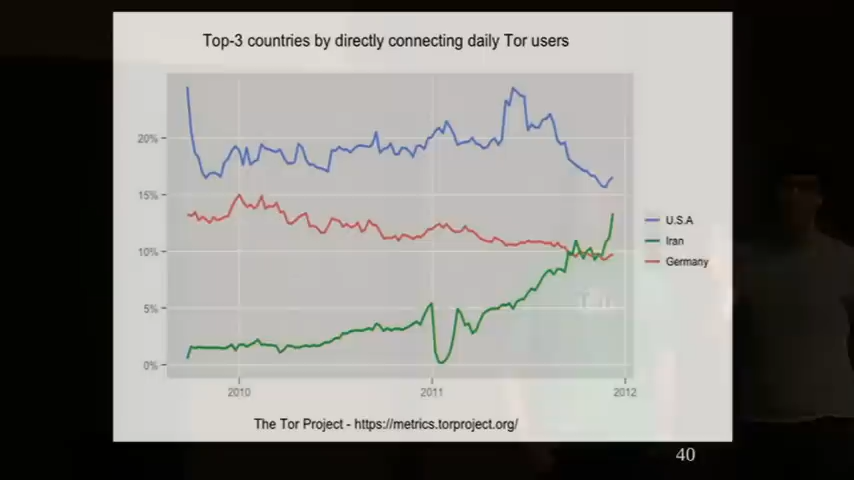 Top-3 countries by directly connecting daily Tor users
20%
15%
10%
5%
0%
2010
2011
2012
U.S.A
Iran
Germany
The Tor Project - https://metrics.torproject.org/
40